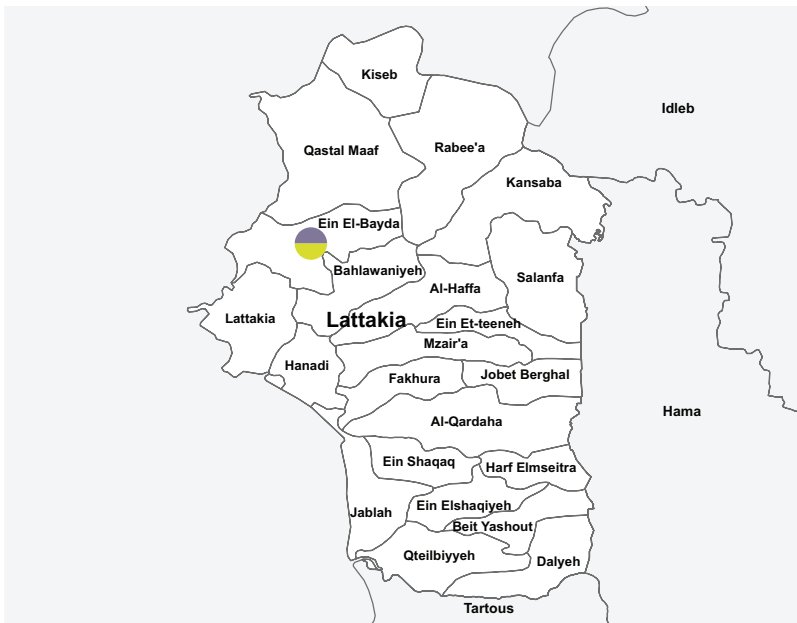 Kiseb
Idleb
Qastal Maaf
Rabee'a
Kansaba
Ein El-Bayda
Bahlawaniyeh
Salanfa
Al-Haffa
Lattakia
Lattakia
Ein Et-teeneh
Mzair'a
Hanadi
Fakhura
Jobet Berghal
Hama
Al-Qardaha
Ein Shaqaq
Harf Elmseitra
Jablah
Ein Elshaqiyeh
Beit Yashout
Qteilbiyyeh
Dalyeh
Tartous